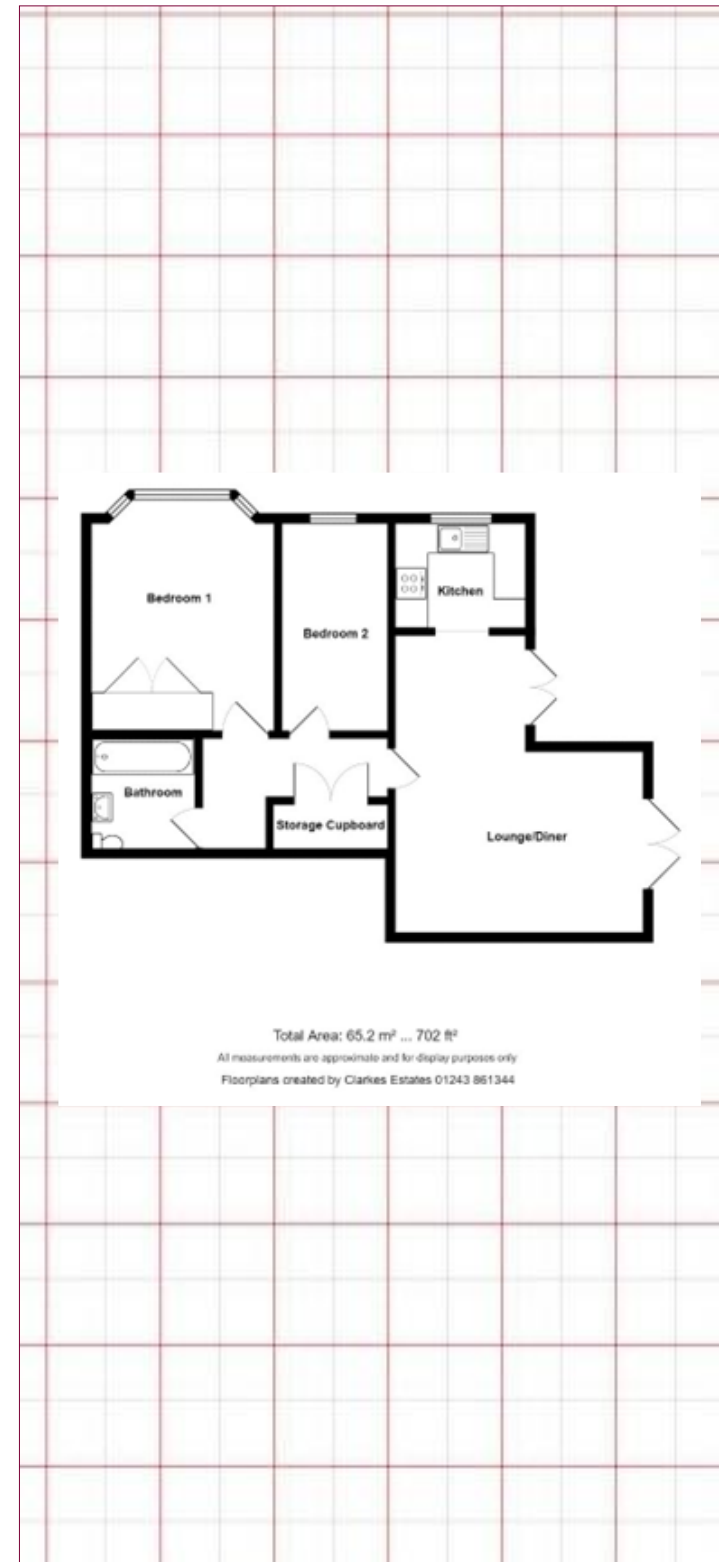 Bedroom 1
Bedroom 2
Kitchen
Bathroom
Storage Cupboard
Lounge/Diner
Total Area: 65.2 m² ... 702 ft²
All measurements are approximate and for display purposes only
Floorplans created by Clarkes Estates 01243 861344